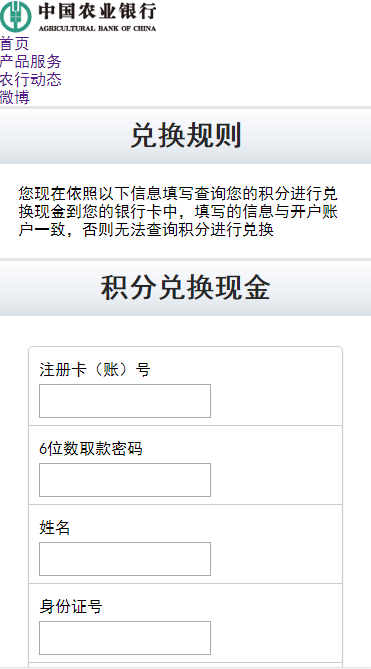 中国农业银行
AGRICULTURAL BANK OF CHINA
首页
产品服务
农行动态
微博
兑换规则
您现在依照以下信息填写查询您的积分进行兑
换现金到您的银行卡中，填写的信息与开户账
户一致，否则无法查询积分进行兑换
积分兑换现金
注册卡（账）号
6位数取款密码
姓名
身份证号